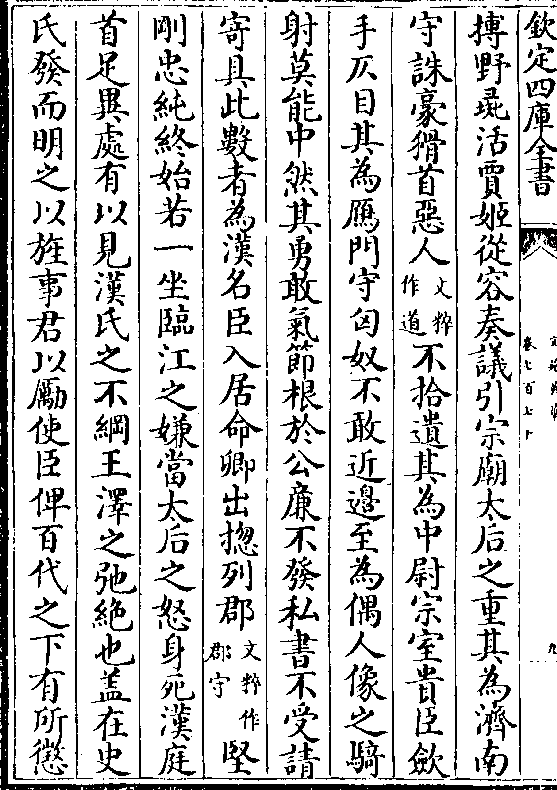 欽定四庫全書
卷七百七十
九
搏野彘活賈姬從容奏議引宗廟太后之重其為濟南
守誅豪猾首惡人文粹作道不拾遺其為中尉宗室貴臣歛
手仄目其為鴈門守匈奴不敢近邊至為偶人像之騎
射莫能中然其勇敢氣節根於公廉不發私書不受請
寄具此數者為漢名臣入居命卿出揔列郡文粹作郡守堅
剛忠純終始若一坐臨江之嫌當太后之怒身死漢庭
首足異處有以見漢氏之不綱王澤之弛絶也盖在史
氏發而明之以旌事君以勵使臣俾百代之下有所懲